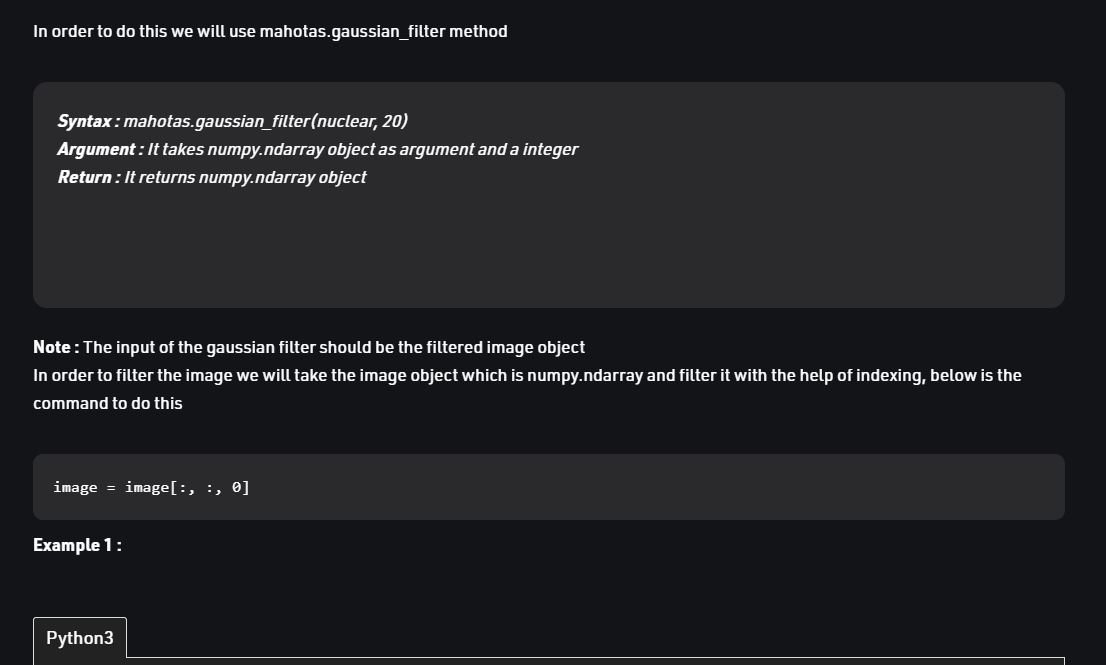 In order to do this we will use mahotas.gaussian_filter method
Syntax : mahotas.gaussian_filter(nuclear, 20)
Argument : It takes numpy.ndarray object as argument and a integer
Return : It returns numpy.ndarray object
Note : The input of the gaussian filter should be the filtered image object
In order to filter the image we will take the image object which is numpy.ndarray and filter it with the help of indexing, below is the
command to do this
image = image[:, :, 0]
Example 1 :
Python3